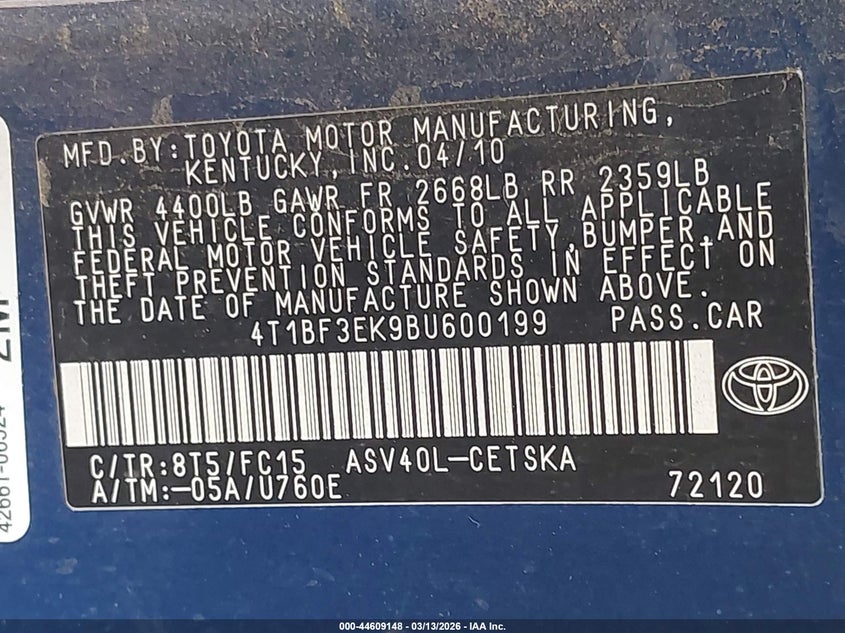 MFD.BY:TOYOTA MOTOR MANUFACTURING,
KENTUCKY,INC.04/10
GVWR 4400LB GAWR FR 2668LB RR 2359LB
THIS VEHICLE CONFORMS TO ALL APPLICABLE
FEDERAL MOTOR VEHICLE SAFETY,BUMPER,AND
THEFT PREVENTION STANDARDS IN EFFECT ON
THE DATE OF MANUFACTURE SHOWN ABOVE.
4T1BF3EK9BU600199 PASS.CAR
C/TR:8T5/FC15 ASV40L-CETSKA
A/TM:-05A/U760E 72120
000-44609148 - 03/13/2026 - IAA Inc.